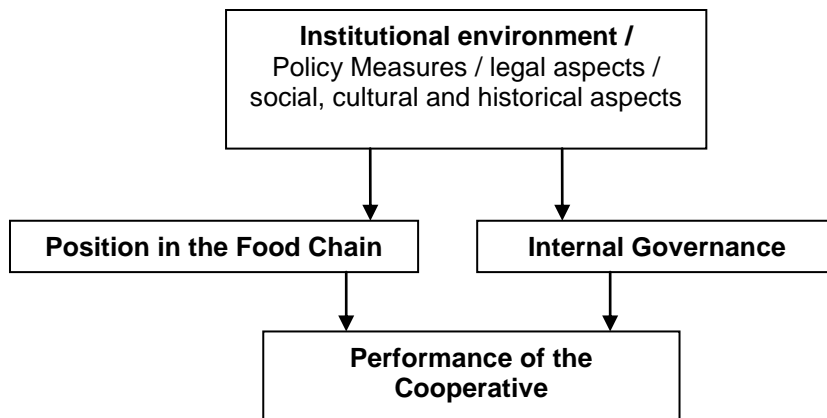 Institutional environment /
Policy Measures / legal aspects /
social, cultural and historical aspects
Position in the Food Chain
Internal Governance
Performance of the
Cooperative